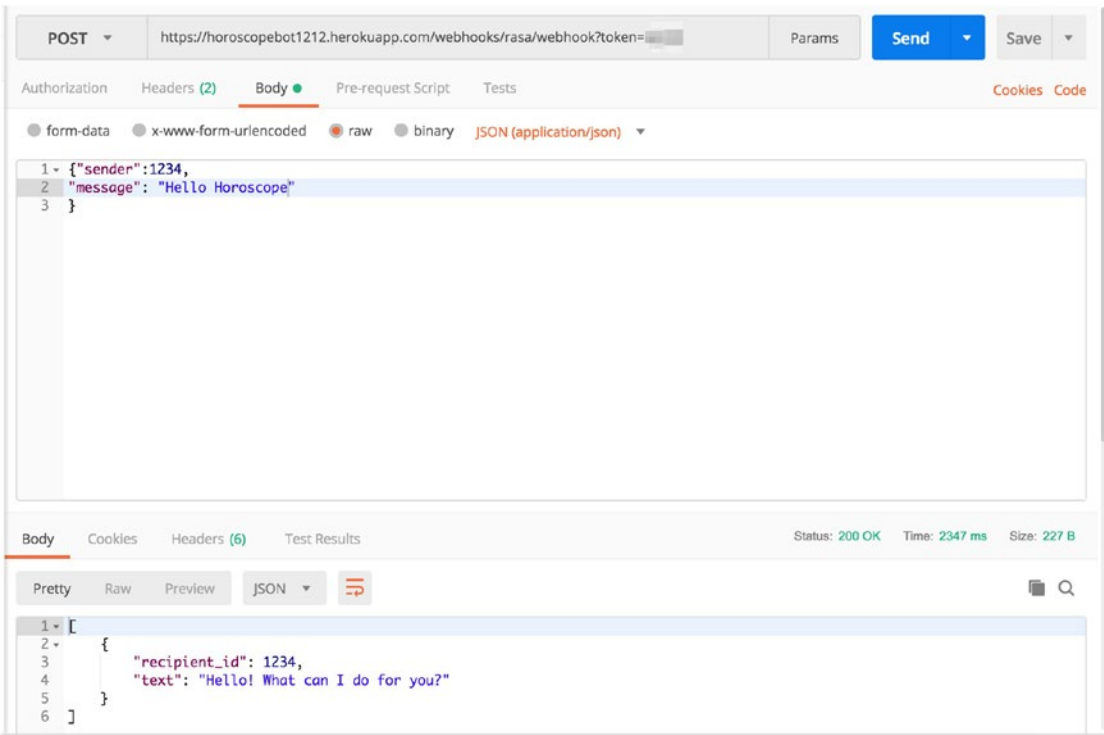 POST https://horoscopebot1212.herokuapp.com/webhooks/rasa/webhook?token= Params Send Save
Authorization Headers (2) Body Pre-request Script Tests Cookies Code
form-data x-www-form-urlencoded raw binary JSON (application/json)
1 {"sender":1234,
2 "message": "Hello Horoscope"
3 }
Body Cookies Headers (6) Test Results Status: 200 OK Time: 2347 ms Size: 227 B
Pretty Raw Preview JSON
1 [
2 {
3 "recipient_id": 1234,
4 "text": "Hello! What can I do for you?"
5 }
6 ]